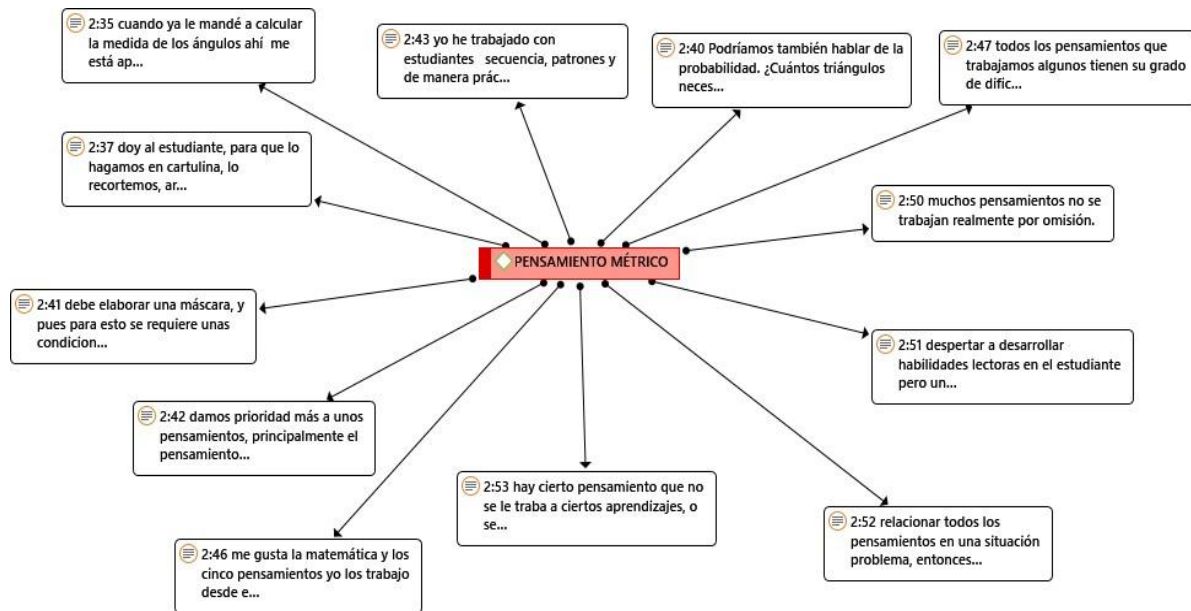 2:35 cuando ya le mandé a calcular
la medida de los ángulos ahí me
está ap...
2:43 yo he trabajado con
estudiantes secuencia, patrones y
de manera prác...
2:40 Podríamos también hablar de la
probabilidad. ¿Cuántos triángulos
neces...
2:47 todos los pensamientos que
trabajamos algunos tienen su grado
de dific...
2:37 doy al estudiante, para que lo
hagamos en cartulina, lo
recortemos, ar...
2:50 muchos pensamientos no se
trabajan realmente por omisión.
PENSAMIENTO MÉTRICO
2:41 debe elaborar una máscara, y
pues para esto se requiere unas
condicion...
2:51 despertar a desarrollar
habilidades lectoras en el estudiante
pero un...
2:42 damos prioridad más a unos
pensamientos, principalmente el
pensamiento...
2:53 hay cierto pensamiento que no
se le traba a ciertos aprendizajes, o
se...
2:52 relacionar todos los
pensamientos en una situación
problema, entonces...
2:46 me gusta la matemática y los
cinco pensamientos yo los trabajo
desde e...